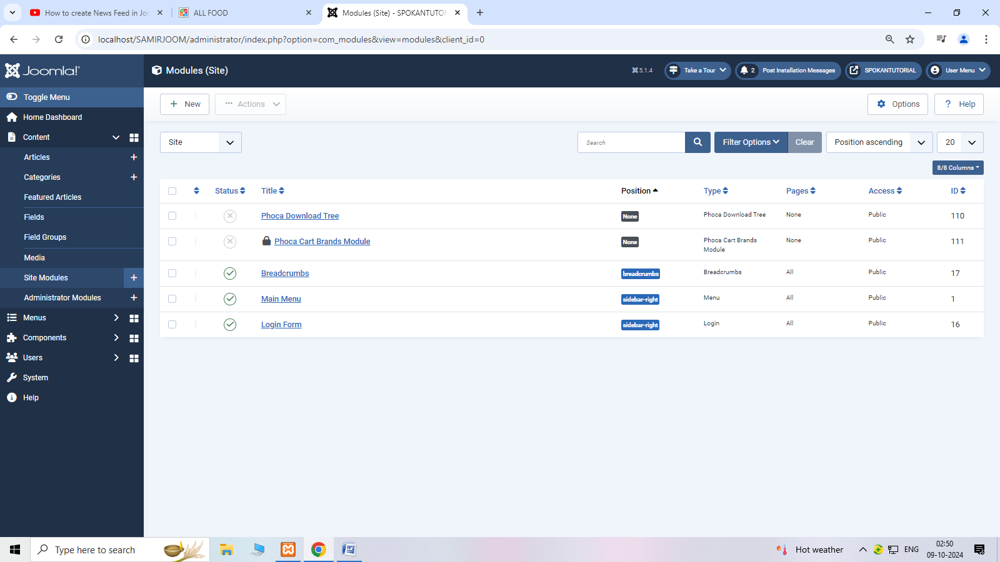 How to create News Feed in Joo
ALL FOOD
Modules (Site) - SPOKANTUTOR
localhost/SAMIRJOOM/administrator/index.php?option=com_modules&view=modules&client_id=0
Joomla!
Modules (Site)
5.1.4
Take a Tour
2 Post Installation Messages
SPOKANTUTORIAL
User Menu
Toggle Menu
Home Dashboard
Content
Articles
Categories
Featured Articles
Fields
Field Groups
Media
Site Modules
Administrator Modules
Menus
Components
Users
System
Help
New
Actions
Options
? Help
Site
Search
Filter Options
Clear
Position ascending
20
8/8 Columns
Status Title Position Type Pages Access ID
Phoca Download Tree None Phoca Download Tree None Public 110
Phoca Cart Brands Module None Phoca Cart Brands Module None Public 111
Breadcrumbs breadcrumbs Breadcrumbs All Public 17
Main Menu sidebar-right Menu All Public 1
Login Form sidebar-right Login All Public 16
Type here to search
Hot weather
ENG
02:50
09-10-2024